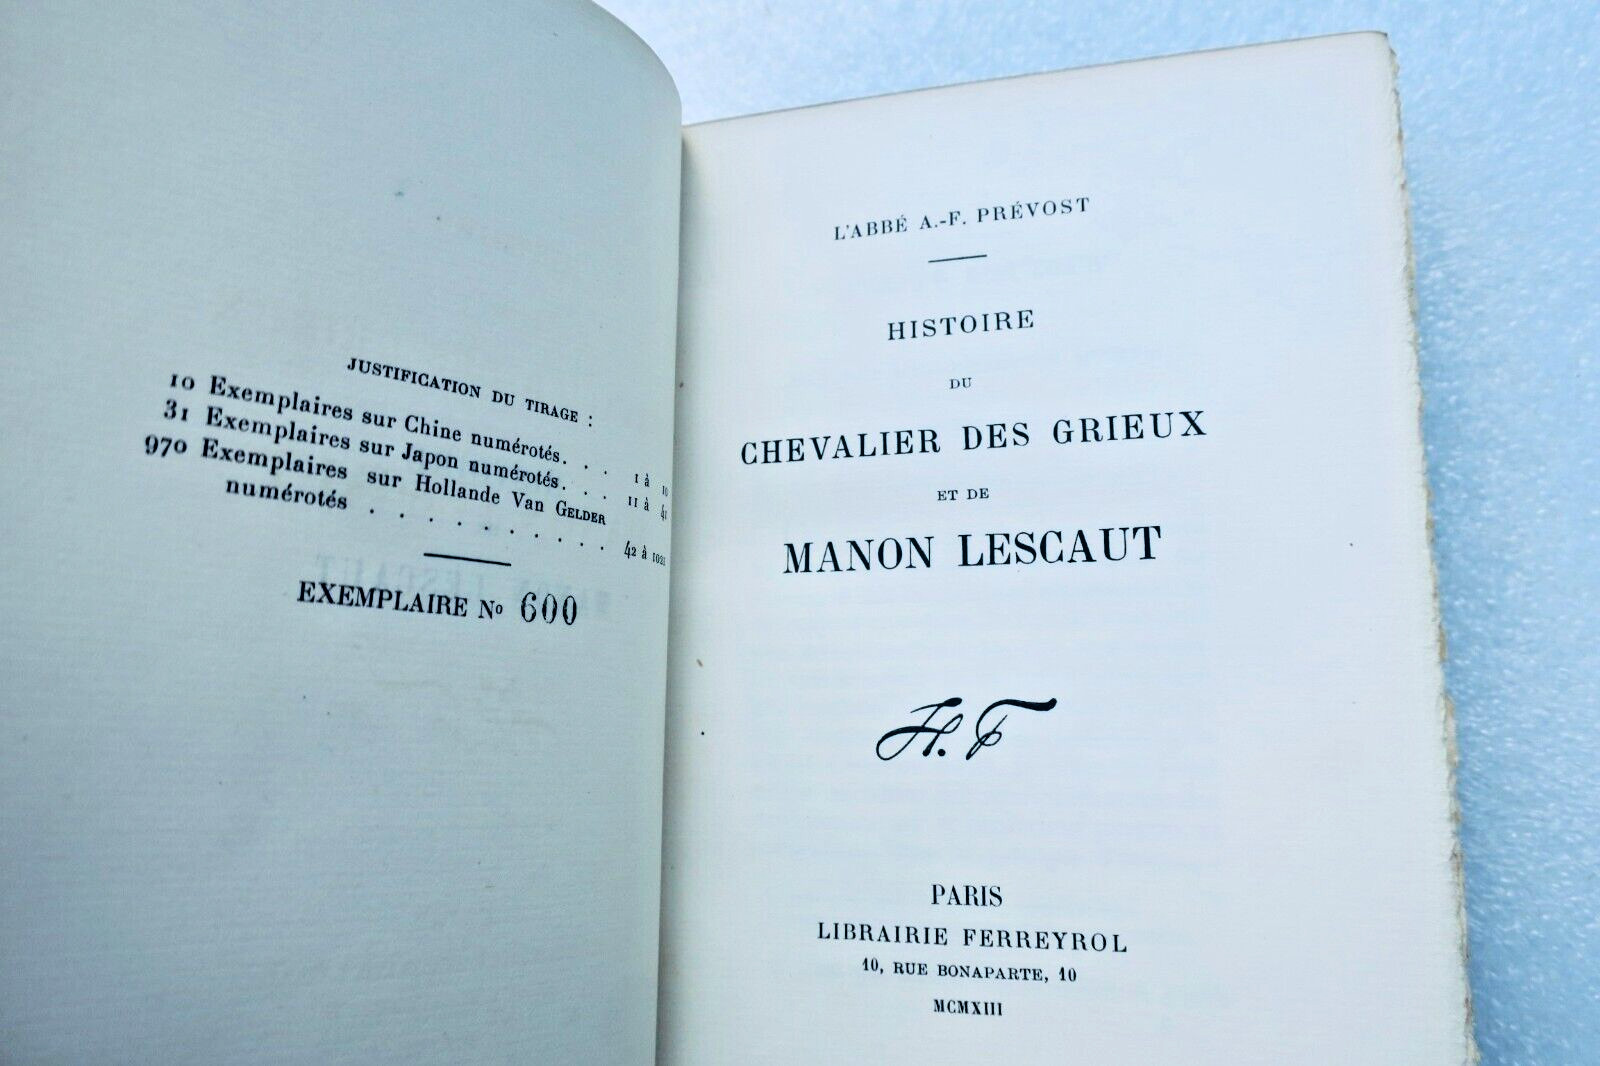 JUSTIFICATION DU TIRAGE :
10 Exemplaires sur Chine numérotés. . . 1 à 10
31 Exemplaires sur Japon numérotés. . . 11 à 41
970 Exemplaires sur Hollande Van GELDER
numérotés . . . . . . . . . 42 à 1021
EXEMPLAIRE No 600
L'ABBÉ A.-F. PRÉVOST
HISTOIRE
DU
CHEVALIER DES GRIEUX
ET DE
MANON LESCAUT
H. F
PARIS
LIBRAIRIE FERREYROL
10, RUE BONAPARTE, 10
MCMXIII